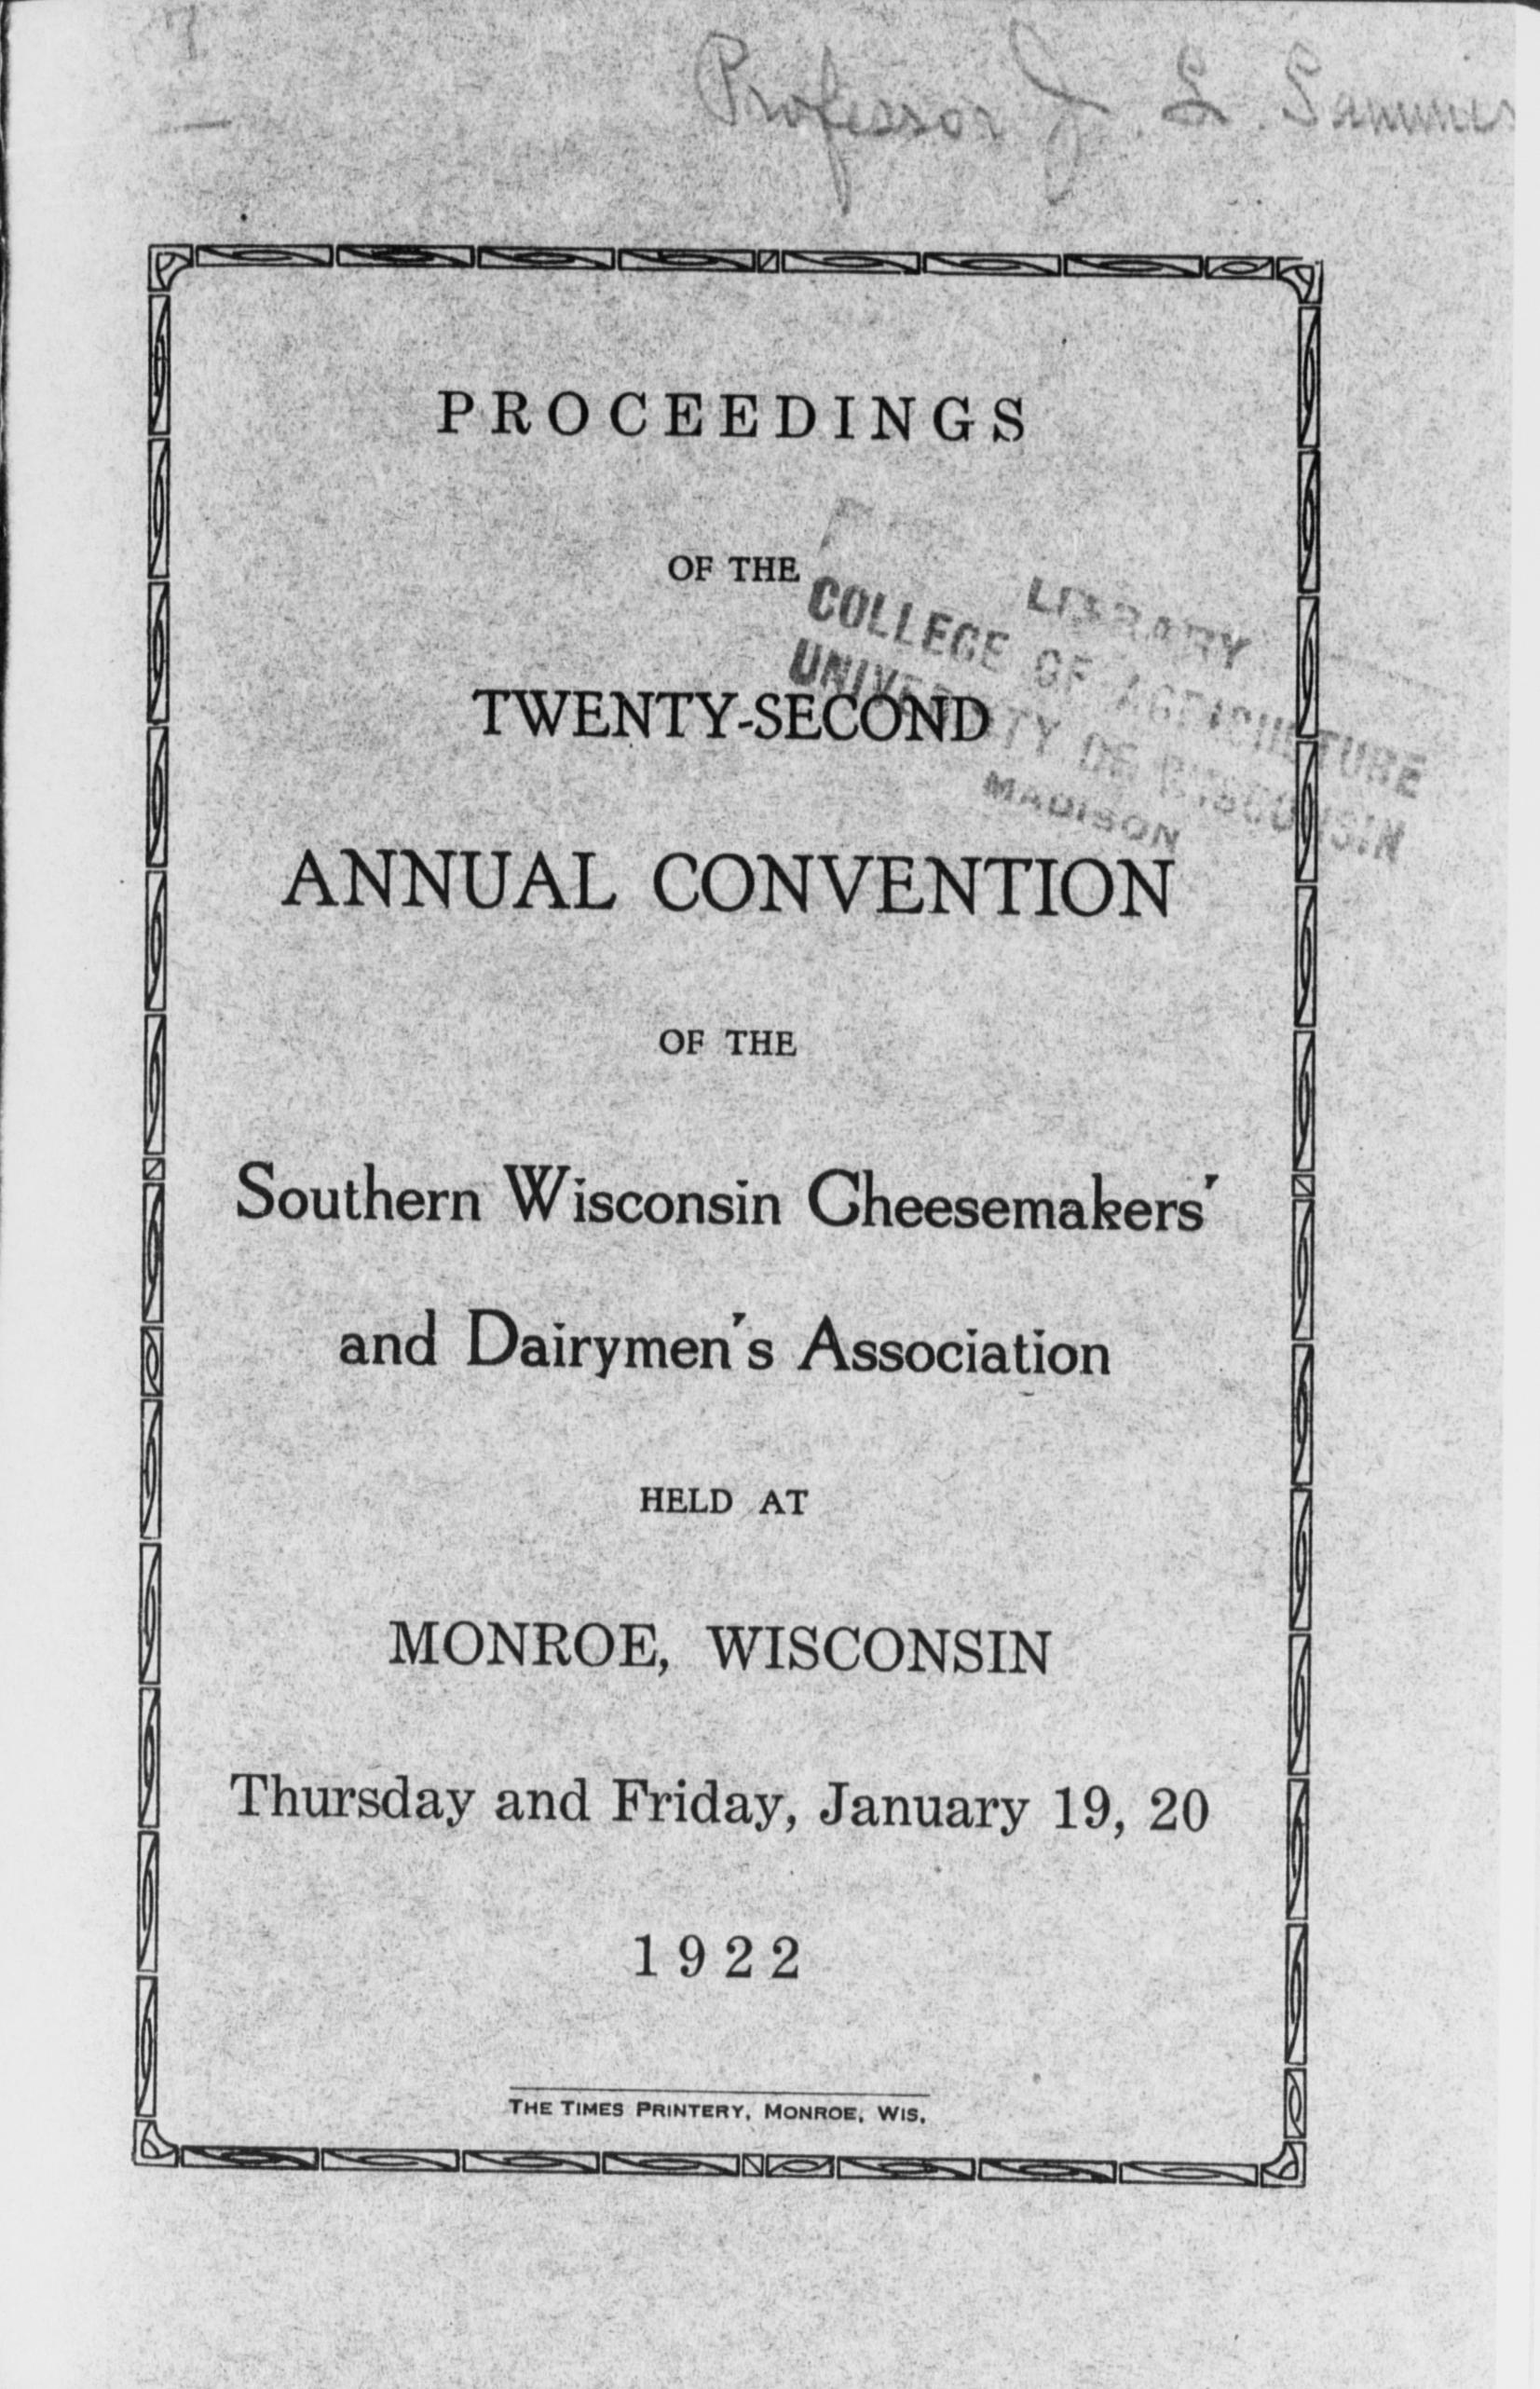 Professor J. L. Sammis
PROCEEDINGS
OF THE
LIBRARY
COLLEGE OF AGRICULTURE
UNIVERSITY OF WISCONSIN
MADISON
TWENTY-SECOND
ANNUAL CONVENTION
OF THE
Southern Wisconsin Cheesemakers'
and Dairymen's Association
HELD AT
MONROE, WISCONSIN
Thursday and Friday, January 19, 20
1922
THE TIMES PRINTERY, MONROE, WIS.